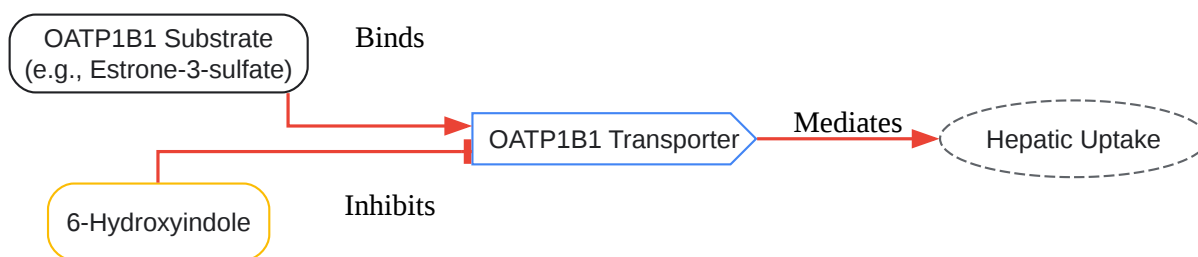 OATP1B1 Substrate
(e.g., Estrone-3-sulfate)
Binds
OATP1B1 Transporter
Mediates
Hepatic Uptake
Inhibits
6-Hydroxyindole